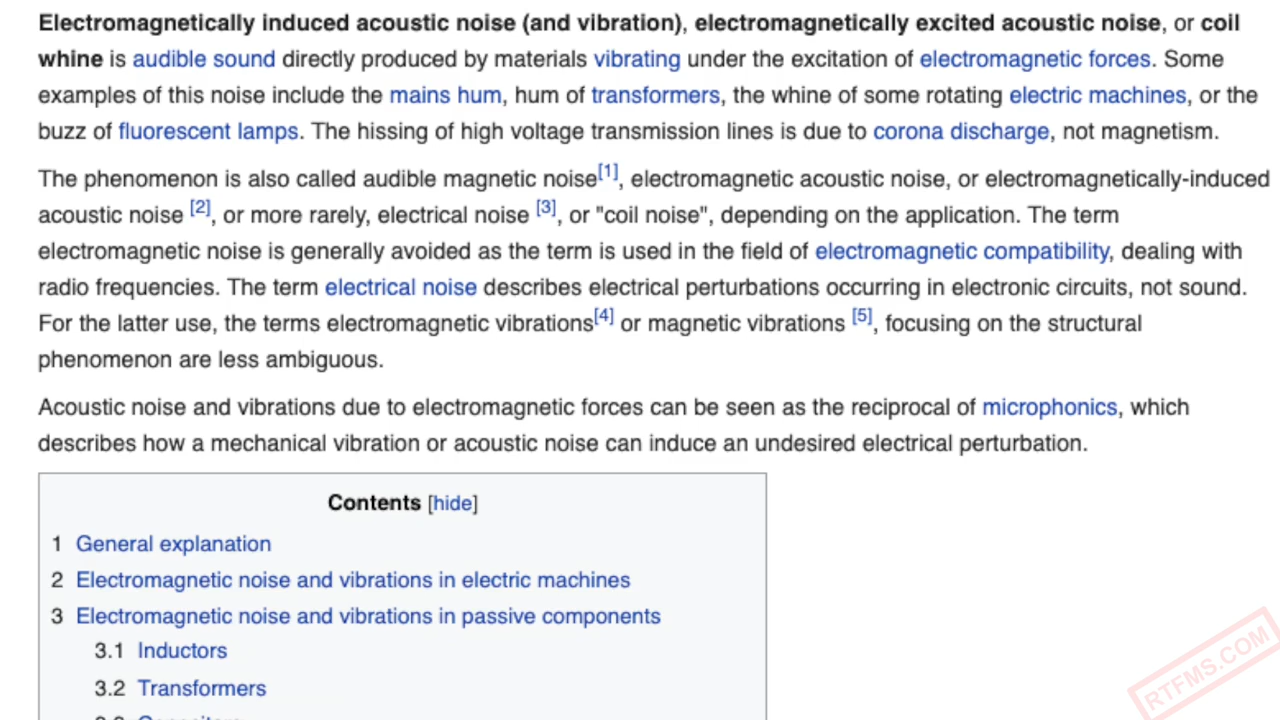 Electromagnetically induced acoustic noise (and vibration), electromagnetically excited acoustic noise, or coil
whine is audible sound directly produced by materials vibrating under the excitation of electromagnetic forces. Some
examples of this noise include the mains hum, hum of transformers, the whine of some rotating electric machines, or the
buzz of fluorescent lamps. The hissing of high voltage transmission lines is due to corona discharge, not magnetism.
The phenomenon is also called audible magnetic noise[1], electromagnetic acoustic noise, or electromagnetically-induced
acoustic noise [2], or more rarely, electrical noise [3], or "coil noise", depending on the application. The term
electromagnetic noise is generally avoided as the term is used in the field of electromagnetic compatibility, dealing with
radio frequencies. The term electrical noise describes electrical perturbations occurring in electronic circuits, not sound.
For the latter use, the terms electromagnetic vibrations[4] or magnetic vibrations [5], focusing on the structural
phenomenon are less ambiguous.
Acoustic noise and vibrations due to electromagnetic forces can be seen as the reciprocal of microphonics, which
describes how a mechanical vibration or acoustic noise can induce an undesired electrical perturbation.
Contents [hide]
1 General explanation
2 Electromagnetic noise and vibrations in electric machines
3 Electromagnetic noise and vibrations in passive components
3.1 Inductors
3.2 Transformers
RTFMS.COM